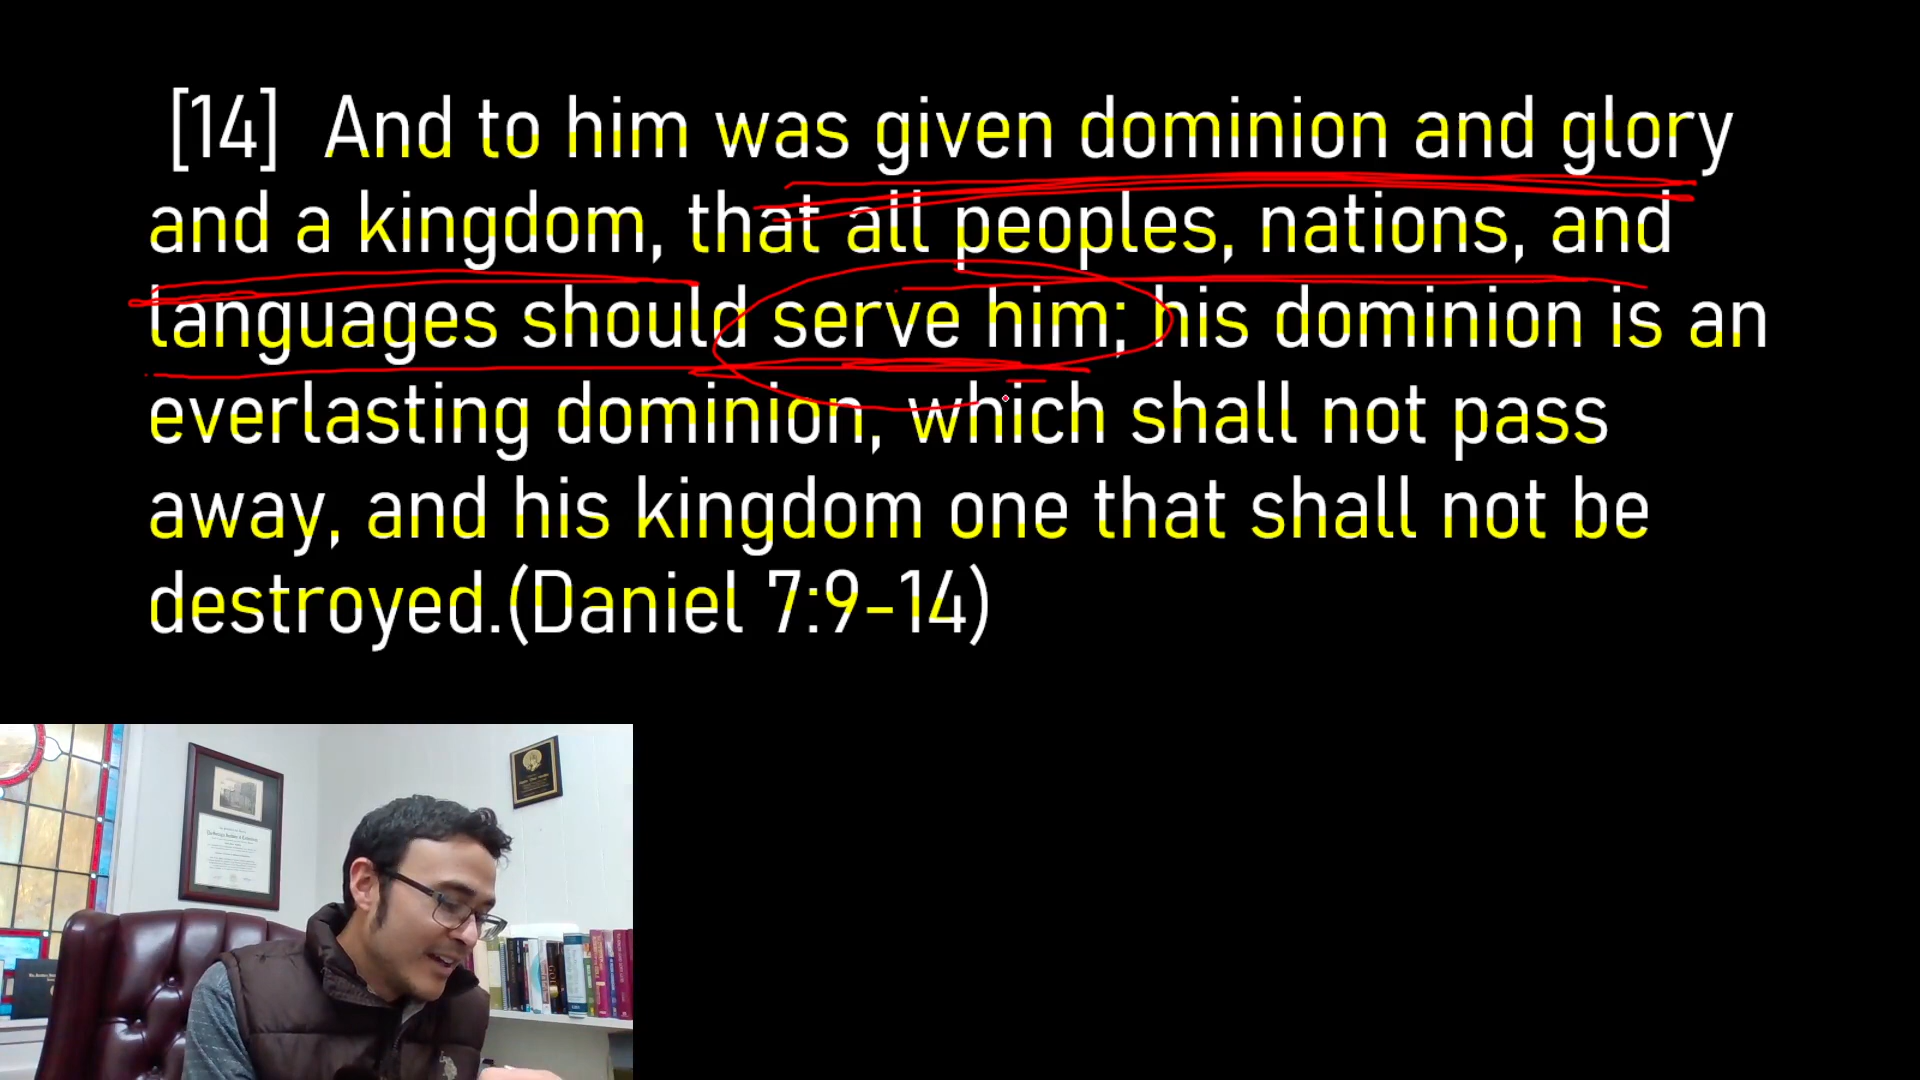 [14] And to him was given dominion and glory
and a kingdom, that all peoples, nations, and
languages should serve him; his dominion is an
everlasting dominion, which shall not pass
away, and his kingdom one that shall not be
destroyed.(Daniel 7:9-14)